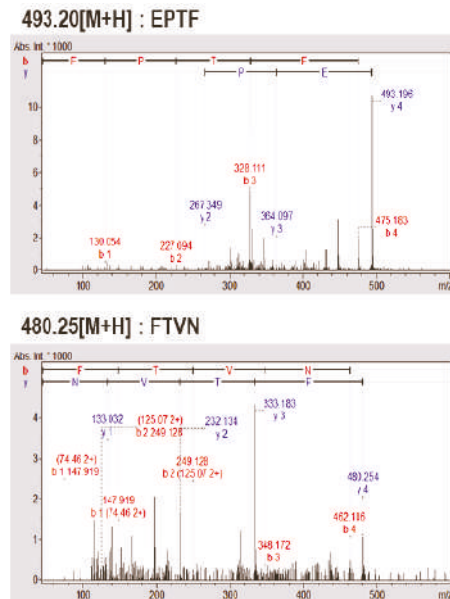 493.20[M+H] : EPTF
Abs. Int. * 1000
b F P T F
y P E
10
8
6
4
2
0
493.196
y 4
328.111
b 3
267.349
y 2
364.097
y 3
475.183
b 4
130.054
b 1
227.094
b 2
100 200 300 400 500 m/z
480.25[M+H] : FTVN
Abs. Int. * 1000
b F T V N
y N V T F
4
3
2
1
0
133.032
y 1
(125.07 2+)
b 2 249.128
232.134
y 2
333.183
y 3
(74.46 2+)
b 1 147.919
249.128
b 2 (125.07 2+)
480.254
y 4
147.919
b 1 (74.46 2+)
348.172
b 3
b 4
100 200 300 400 500 m/z